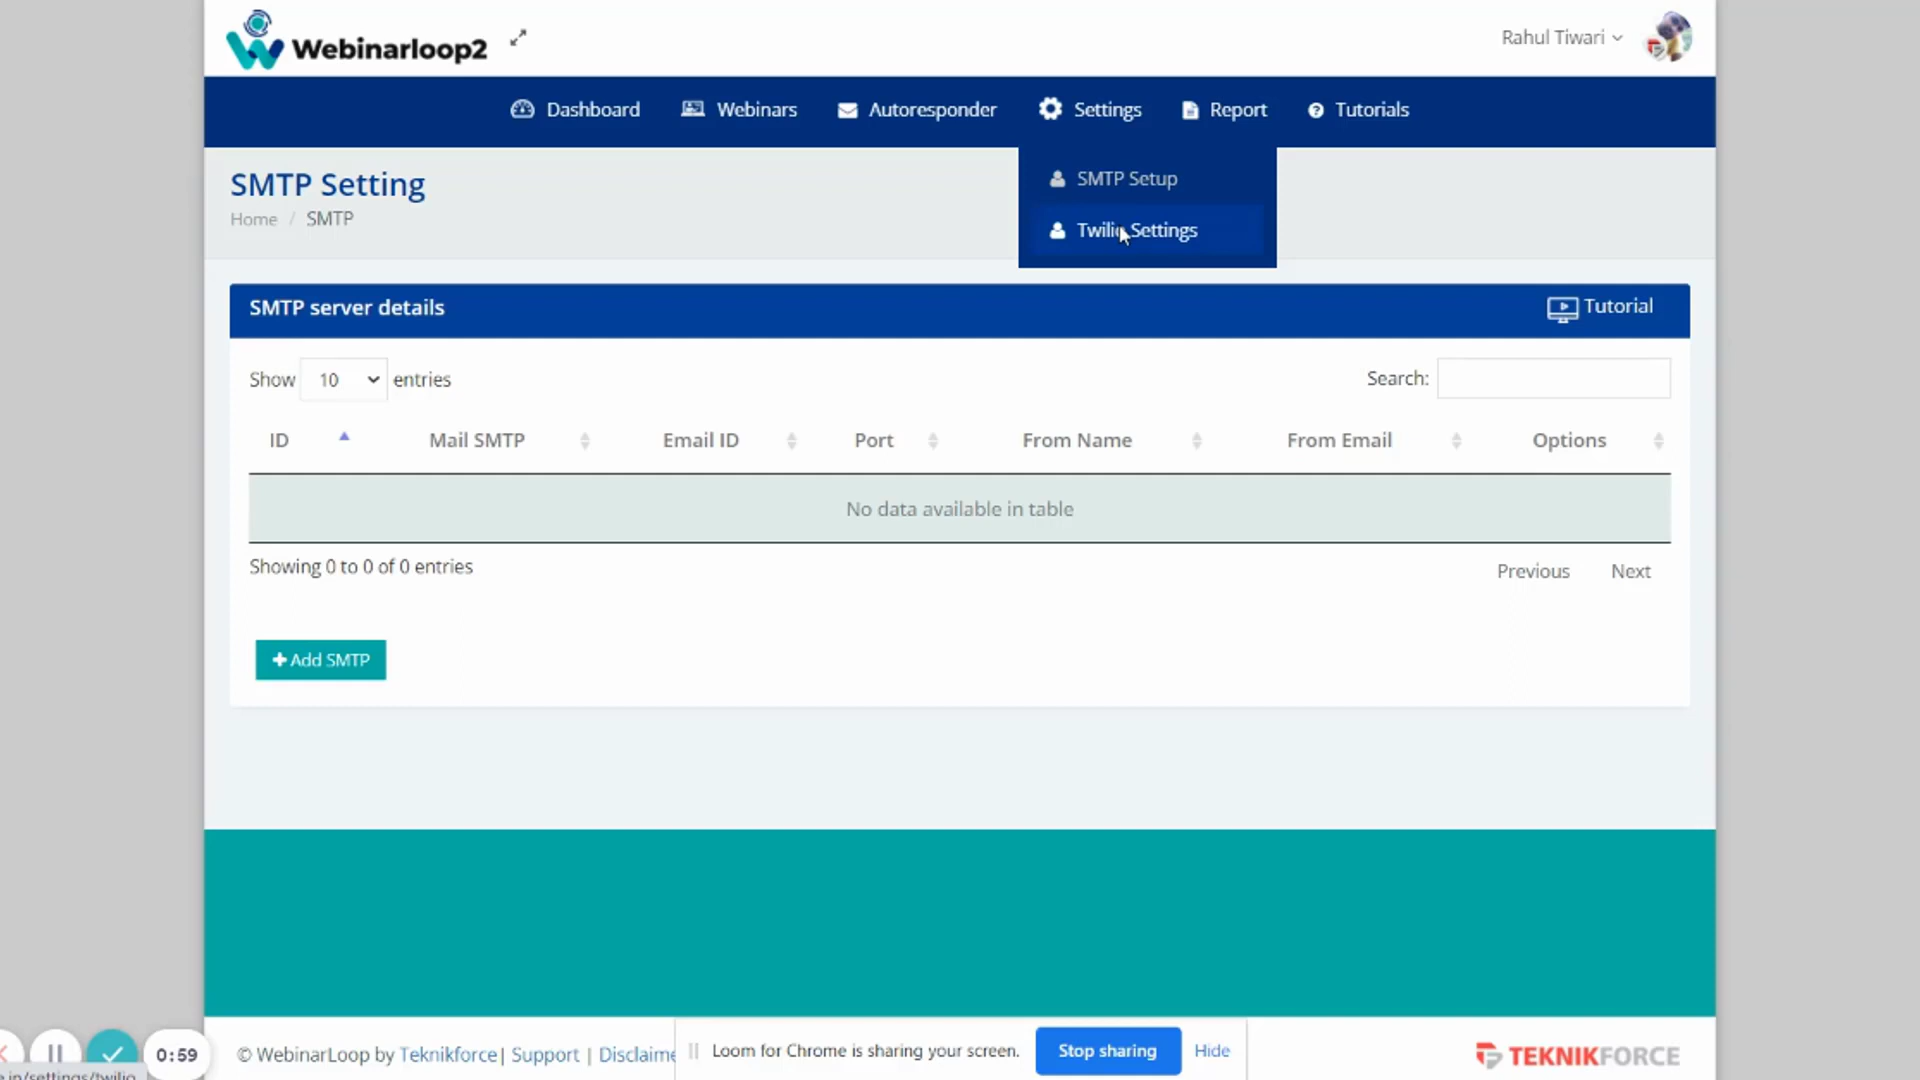 Webinarloop2
Rahul Tiwari
Dashboard Webinars Autoresponder Settings Report Tutorials
SMTP Setting
Home / SMTP
SMTP Setup
Twilio Settings
SMTP server details
Tutorial
Show 10 entries
Search:
ID Mail SMTP Email ID Port From Name From Email Options
No data available in table
Showing 0 to 0 of 0 entries
Previous Next
+ Add SMTP
0:59
© WebinarLoop by Teknikforce | Support |
Loom for Chrome is sharing your screen.
Stop sharing
Hide
TEKNIKFORCE